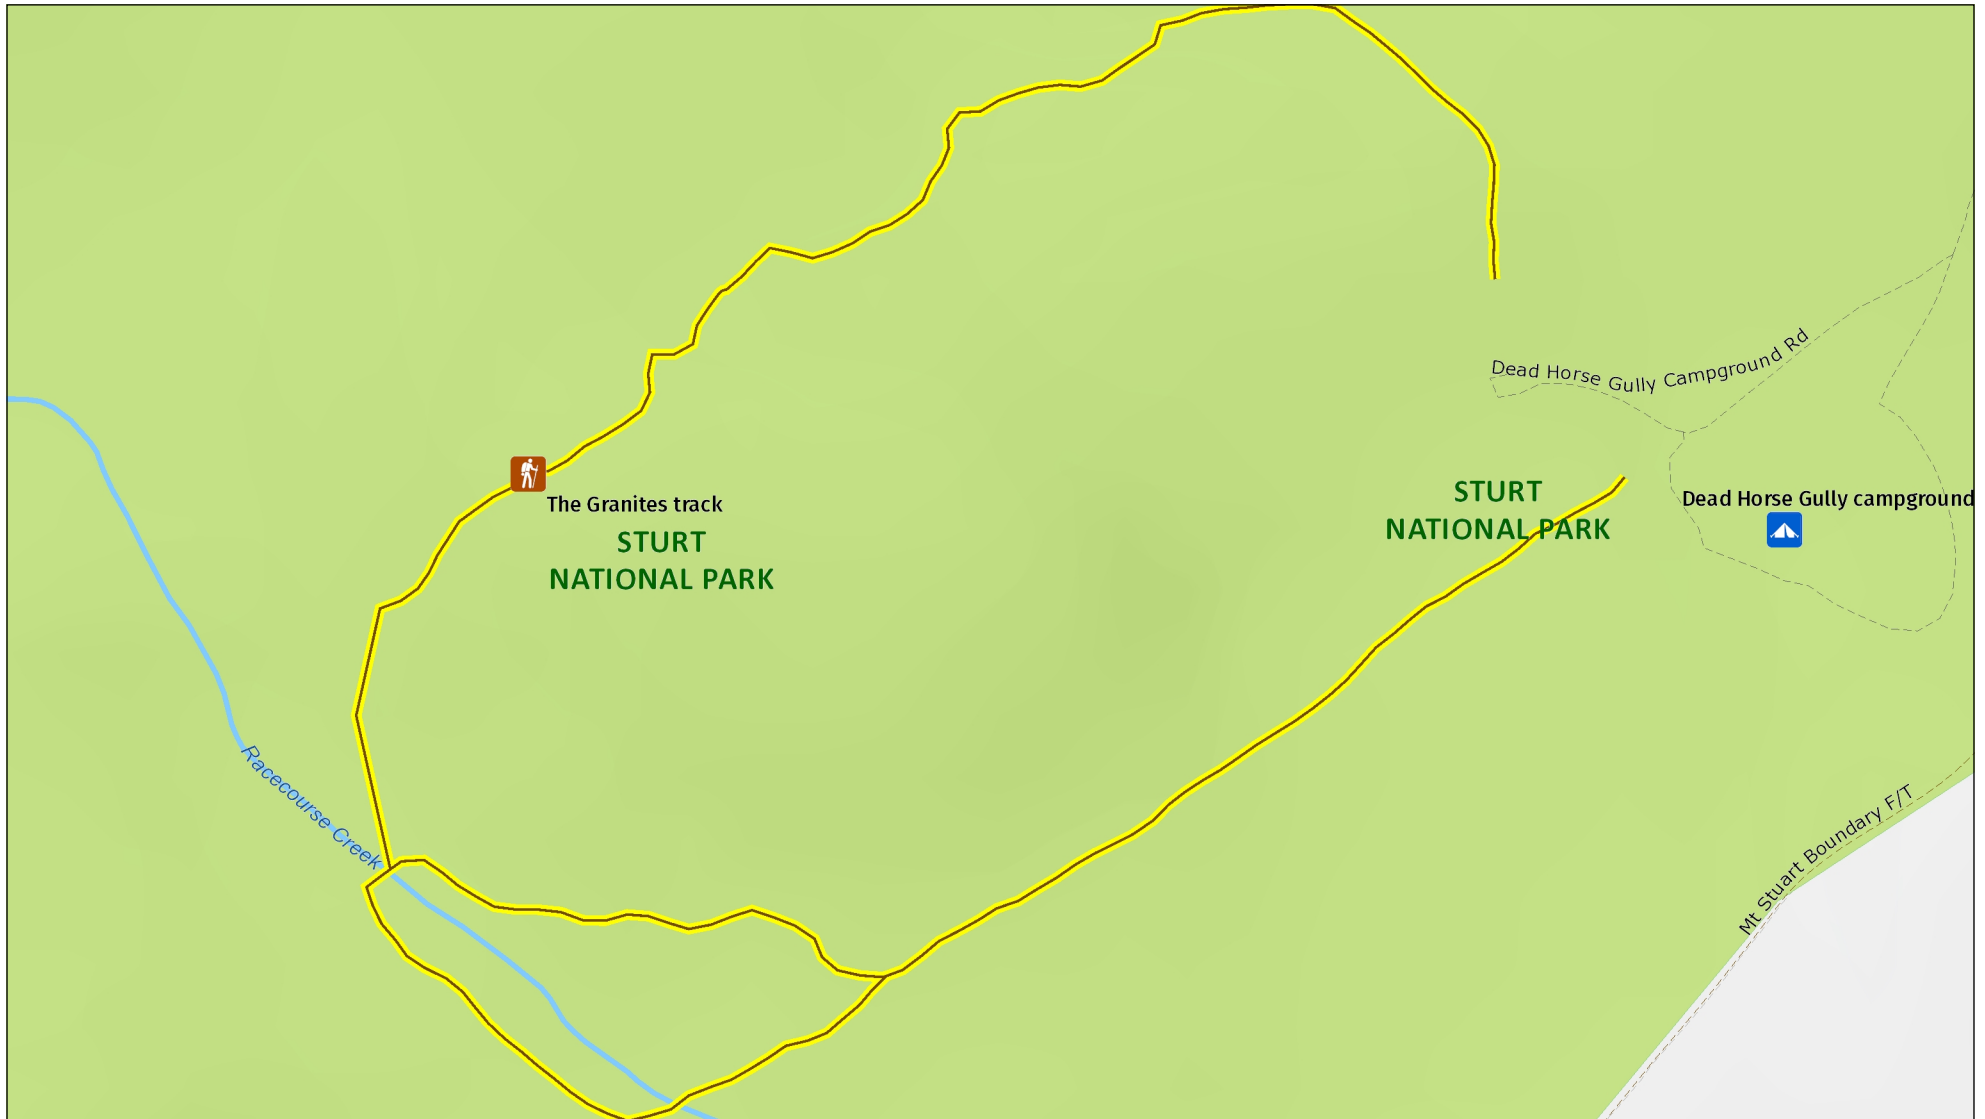 Dead Horse Gully Campground Rd
STURT
NATIONAL PARK
Dead Horse Gully campground
The Granites track
STURT
NATIONAL PARK
Racecourse Creek
Mt Stuart Boundary F/T